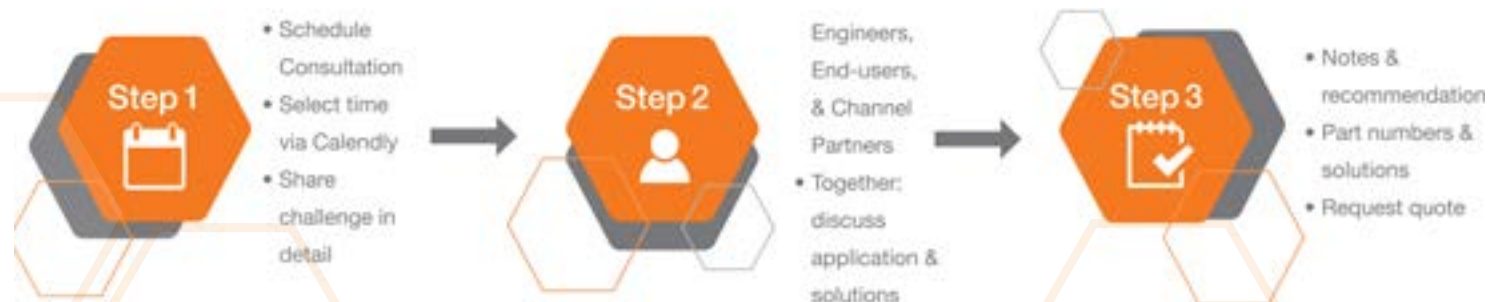 Step 1
• Schedule
Consultation
• Select time
via Calendly
• Share
challenge in
detail
Step 2
Engineers,
End-users,
& Channel
Partners
• Together:
discuss
application &
solutions
Step 3
• Notes &
recommendation
• Part numbers &
solutions
• Request quote